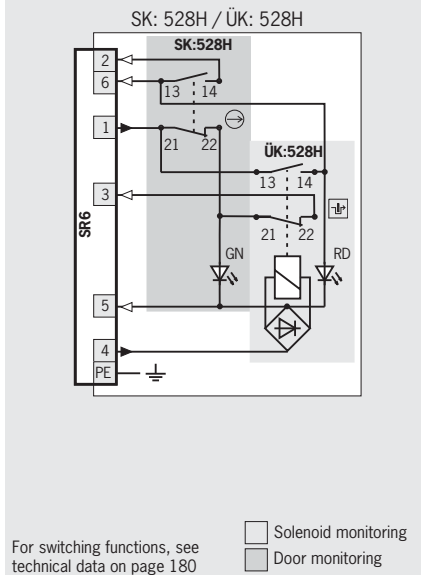 SK: 528H / ÜK: 528H
SK:528H
2
6
13 14
1
21 22
ÜK:528H
13 14
3
SR6
21 22
GN
RD
5
4
PE
Solenoid monitoring
For switching functions, see
technical data on page 180
Door monitoring